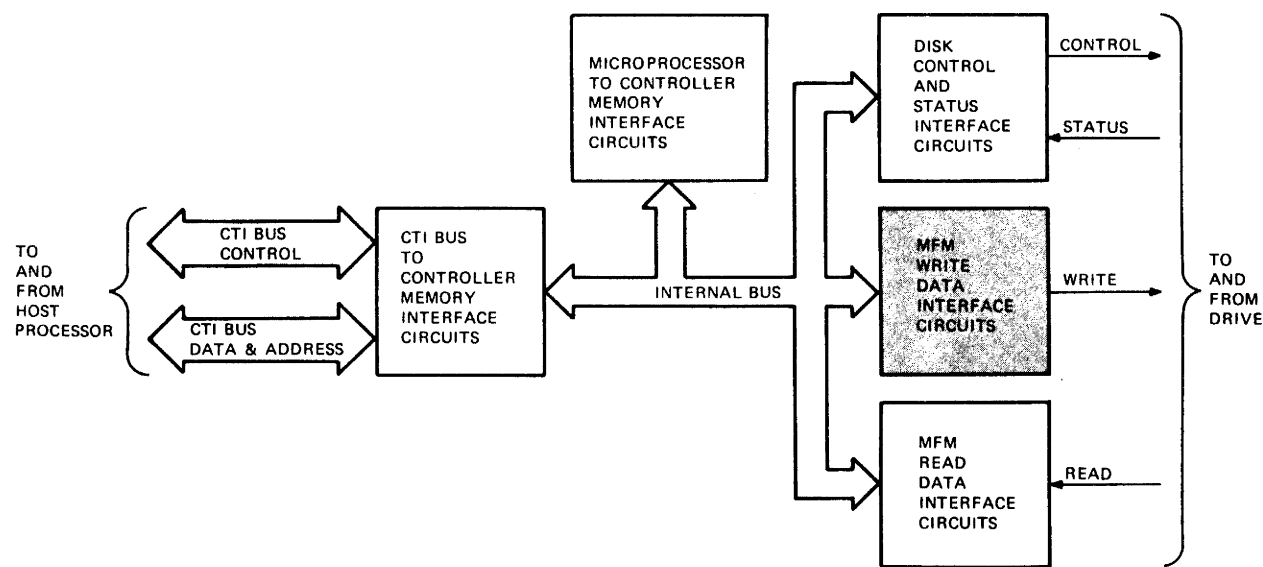 TO
AND
FROM
HOST
PROCESSOR
CTI BUS
CONTROL
CTI BUS
DATA & ADDRESS
CTI BUS
TO
CONTROLLER
MEMORY
INTERFACE
CIRCUITS
MICROPROCESSOR
TO CONTROLLER
MEMORY
INTERFACE
CIRCUITS
INTERNAL BUS
DISK
CONTROL
AND
STATUS
INTERFACE
CIRCUITS
CONTROL
STATUS
MFM
WRITE
DATA
INTERFACE
CIRCUITS
WRITE
MFM
READ
DATA
INTERFACE
CIRCUITS
READ
TO
AND
FROM
DRIVE